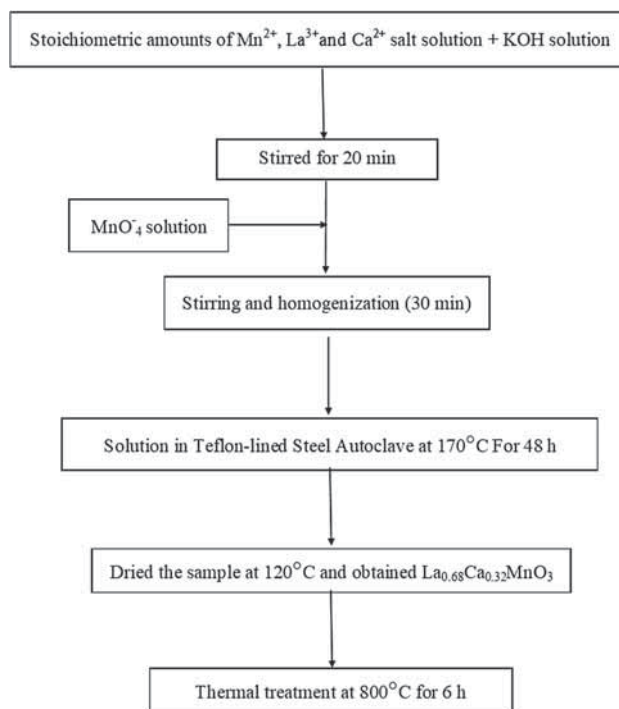 Stoichiometric amounts of Mn²⁺, La³⁺and Ca²⁺ salt solution + KOH solution
Stirred for 20 min
MnO⁻₄ solution
Stirring and homogenization (30 min)
Solution in Teflon-lined Steel Autoclave at 170°C For 48 h
Dried the sample at 120°C and obtained La₀.₆₈Ca₀.₃₂MnO₃
Thermal treatment at 800°C for 6 h